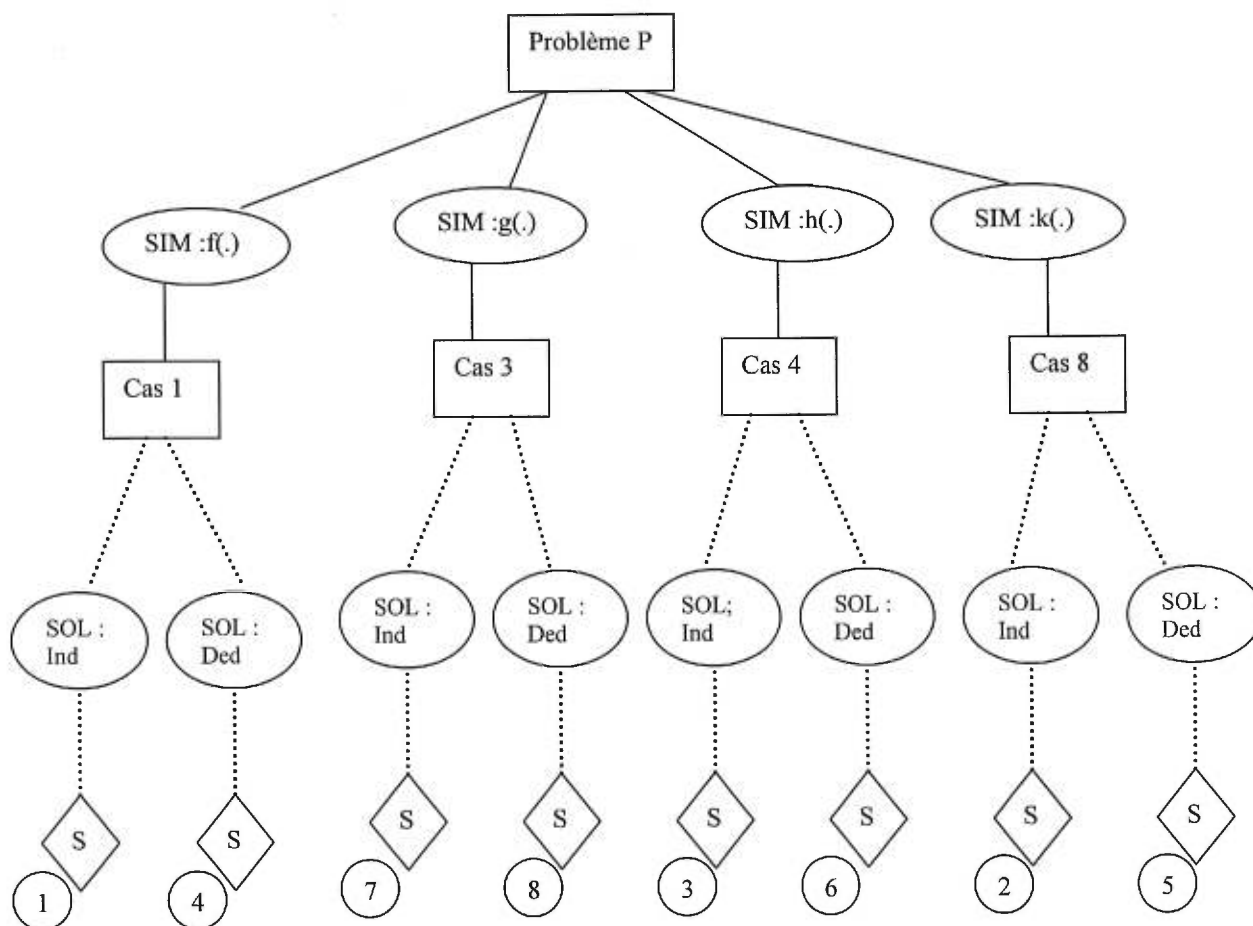 Problème P
SIM :f(.)
SIM :g(.)
SIM :h(.)
SIM :k(.)
Cas 1
Cas 3
Cas 4
Cas 8
SOL :
Ind
SOL :
Ded
SOL :
Ind
SOL :
Ded
SOL;
Ind
SOL :
Ded
SOL :
Ind
SOL :
Ded
S
S
S
S
S
S
S
S
1
4
7
8
3
6
2
5